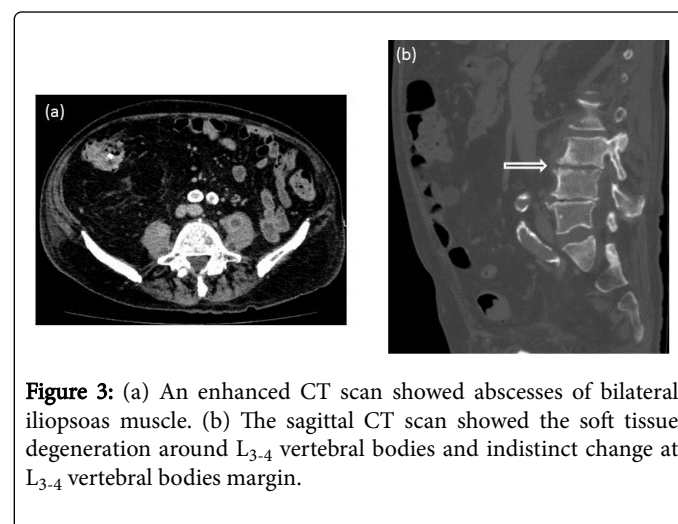 (a)
(b)
Figure 3: (a) An enhanced CT scan showed abscesses of bilateral
iliopsoas muscle. (b) The sagittal CT scan showed the soft tissue
degeneration around L3-4 vertebral bodies and indistinct change at
L3-4 vertebral bodies margin.